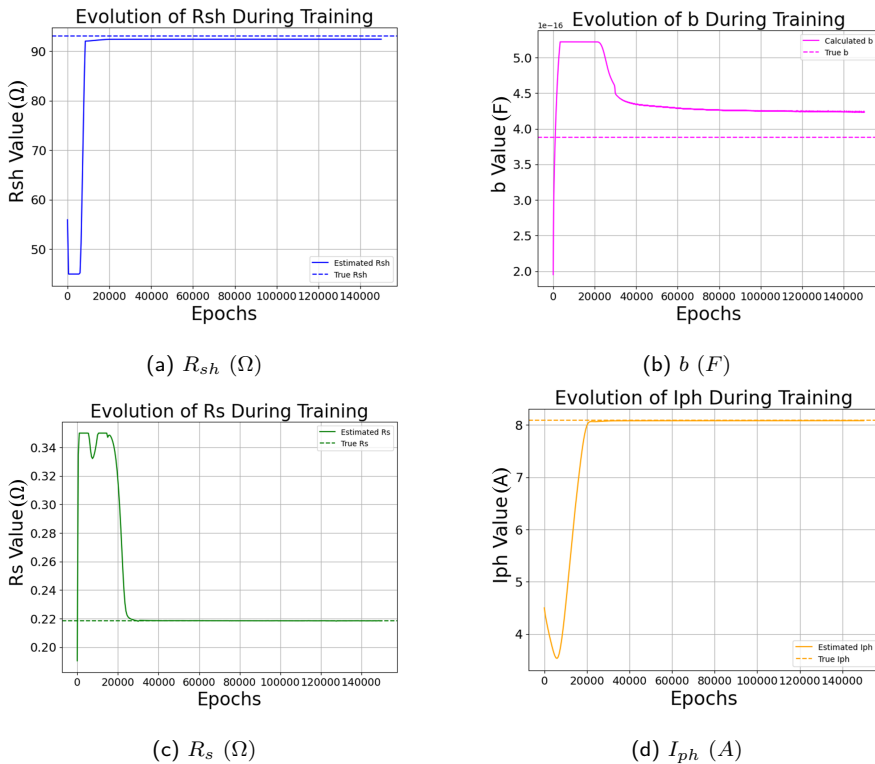 Evolution of Rsh During Training
90
80
70
60
50
Rsh Value(Ω)
Estimated Rsh
True Rsh
0 20000 40000 60000 80000 100000 120000 140000
Epochs
(a) R_sh (Ω)
1e−16 Evolution of b During Training
Calculated b
True b
5.0
4.5
4.0
3.5
3.0
2.5
2.0
b Value(F)
0 20000 40000 60000 80000 100000 120000 140000
Epochs
(b) b (F)
Evolution of Rs During Training
Estimated Rs
True Rs
0.34
0.32
0.30
0.28
0.26
0.24
0.22
0.20
Rs Value(Ω)
0 20000 40000 60000 80000 100000 120000 140000
Epochs
(c) R_s (Ω)
Evolution of Iph During Training
8
7
6
5
4
Iph Value(A)
Estimated Iph
True Iph
0 20000 40000 60000 80000 100000 120000 140000
Epochs
(d) I_ph (A)